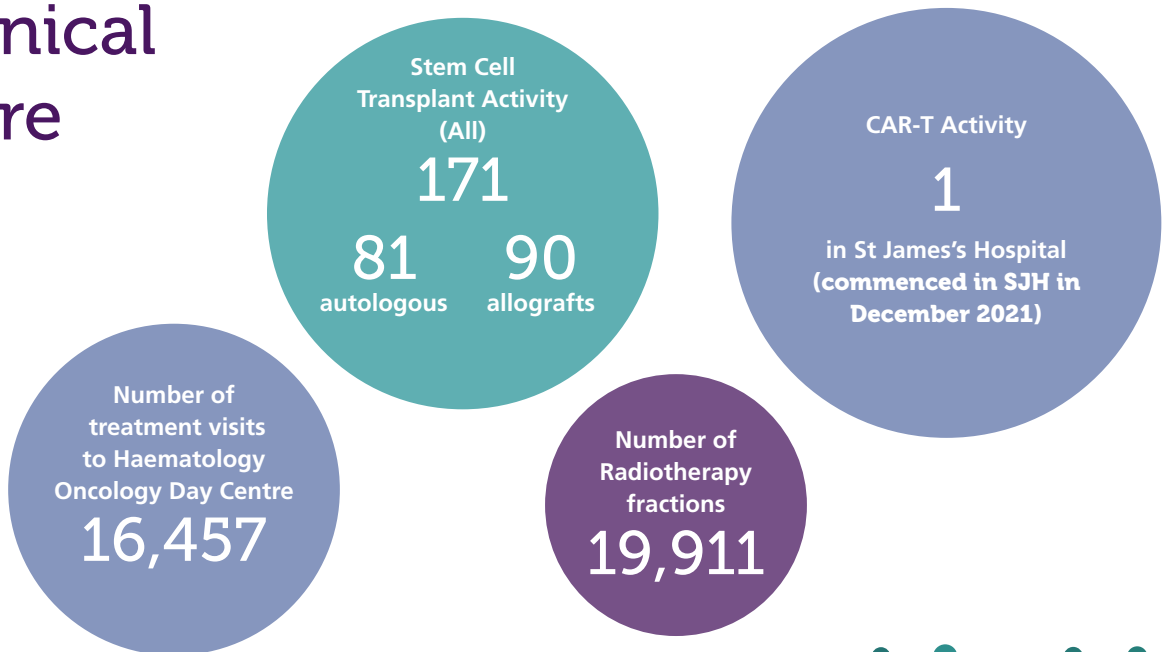 nical
re
Stem Cell
Transplant Activity
(All)
171
81 90
autologous allografts
CAR-T Activity
1
in St James’s Hospital
(commenced in SJH in
December 2021)
Number of
treatment visits
to Haematology
Oncology Day Centre
16,457
Number of
Radiotherapy
fractions
19,911